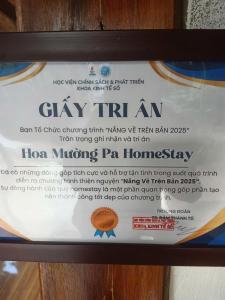 HỌC VIỆN CHÍNH SÁCH & PHÁT TRIỂN
KHOA KINH TẾ SỐ
GIẤY TRI ÂN
Ban Tổ Chức chương trình "NẮNG VỀ TRÊN BẢN 2025"
Trân trọng ghi nhận và tri ân
Hoa Mường Pa HomeStay
Đã có những đóng góp tích cực và hỗ trợ tận tình trong suốt quá trình
diễn ra chương trình thiện nguyện "Nắng Về Trên Bản 2025".
Sự đồng hành của quý homestay là một phần quan trọng góp phần tạo
nên thành công tốt đẹp của chương trình.
KHOA KINH TẾ SỐ